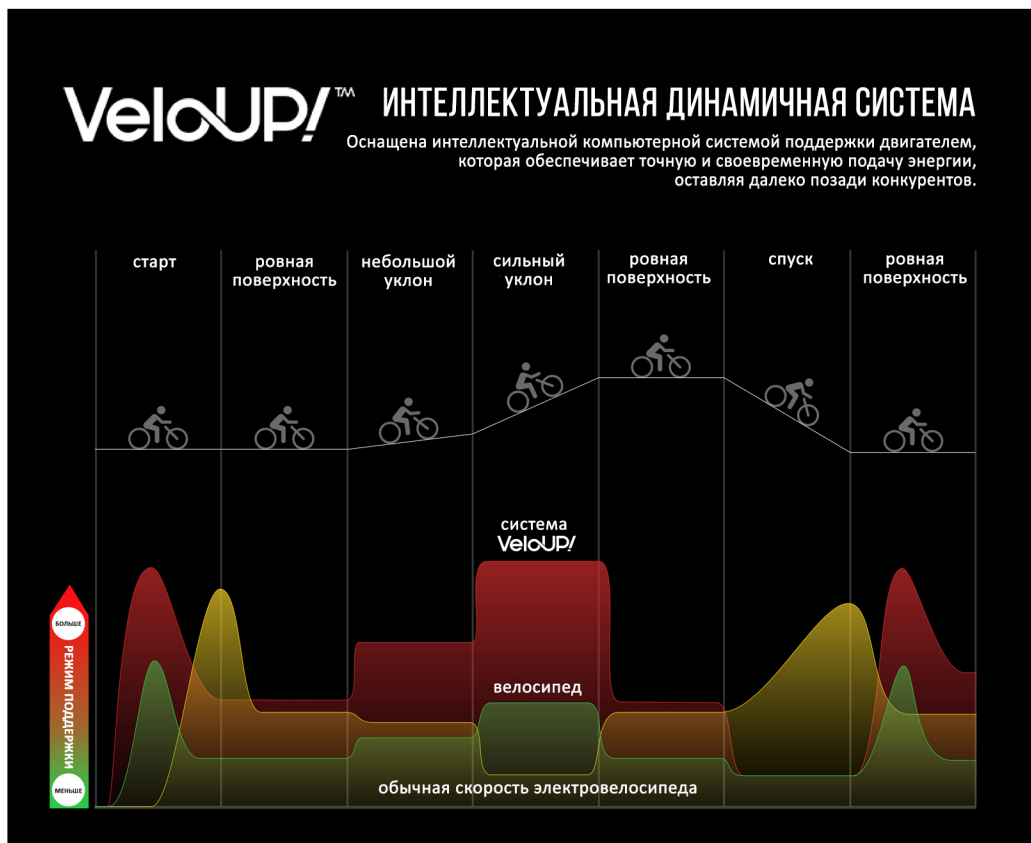 VeloUP!™
ИНТЕЛЛЕКТУАЛЬНАЯ ДИНАМИЧНАЯ СИСТЕМА
Оснащена интеллектуальной компьютерной системой поддержки двигателем,
которая обеспечивает точную и своевременную подачу энергии,
оставляя далеко позади конкурентов.
старт
ровная
поверхность
небольшой
уклон
сильный
уклон
ровная
поверхность
спуск
ровная
поверхность
система
VeloUP!
БОЛЬШЕ
РЕЖИМ ПОДДЕРЖКИ
МЕНЬШЕ
велосипед
обычная скорость электровелосипеда